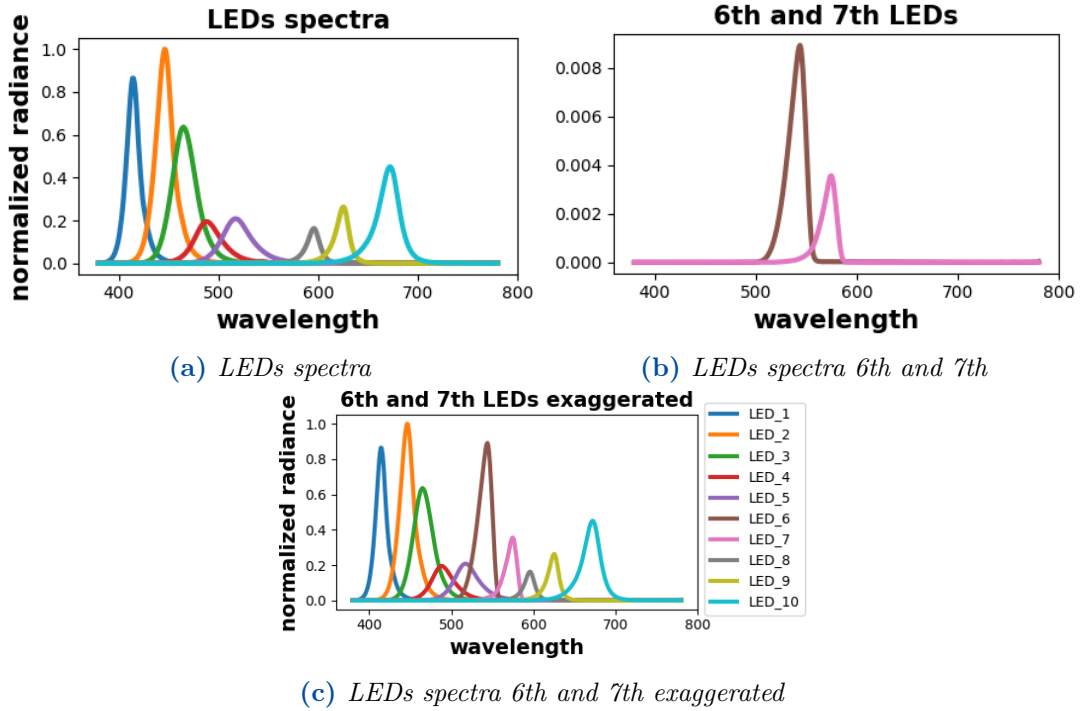 LEDs spectra
normalized radiance
1.0
0.8
0.6
0.4
0.2
0.0
400 500 600 700 800
wavelength
(a) LEDs spectra
6th and 7th LEDs
0.008
0.006
0.004
0.002
0.000
400 500 600 700 800
wavelength
(b) LEDs spectra 6th and 7th
6th and 7th LEDs exaggerated
normalized radiance
1.0
0.8
0.6
0.4
0.2
0.0
400 500 600 700 800
wavelength
LED_1
LED_2
LED_3
LED_4
LED_5
LED_6
LED_7
LED_8
LED_9
LED_10
(c) LEDs spectra 6th and 7th exaggerated